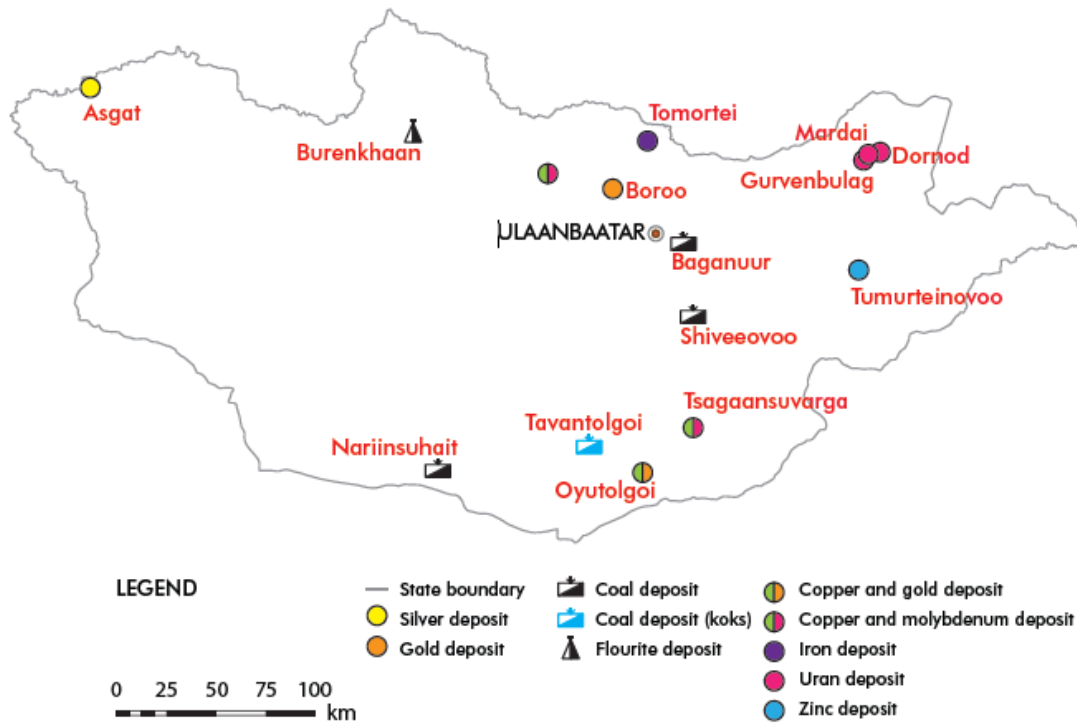 Tomortei
Asgat
Mardai
Burenkhaan
Dornod
Gurvenbulag
Boroo
ULAANBAATAR
Baganuur
Tumurteinovoo
Shiveeovoo
Tsagaansuvarga
Tavantolgoi
Nariinsuhait
Oyutolgoi
LEGEND
State boundary
Silver deposit
Gold deposit
Coal deposit
Coal deposit (koks)
Flourite deposit
Copper and gold deposit
Copper and molybdenum deposit
Iron deposit
Uran deposit
Zinc deposit
0 25 50 75 100
km